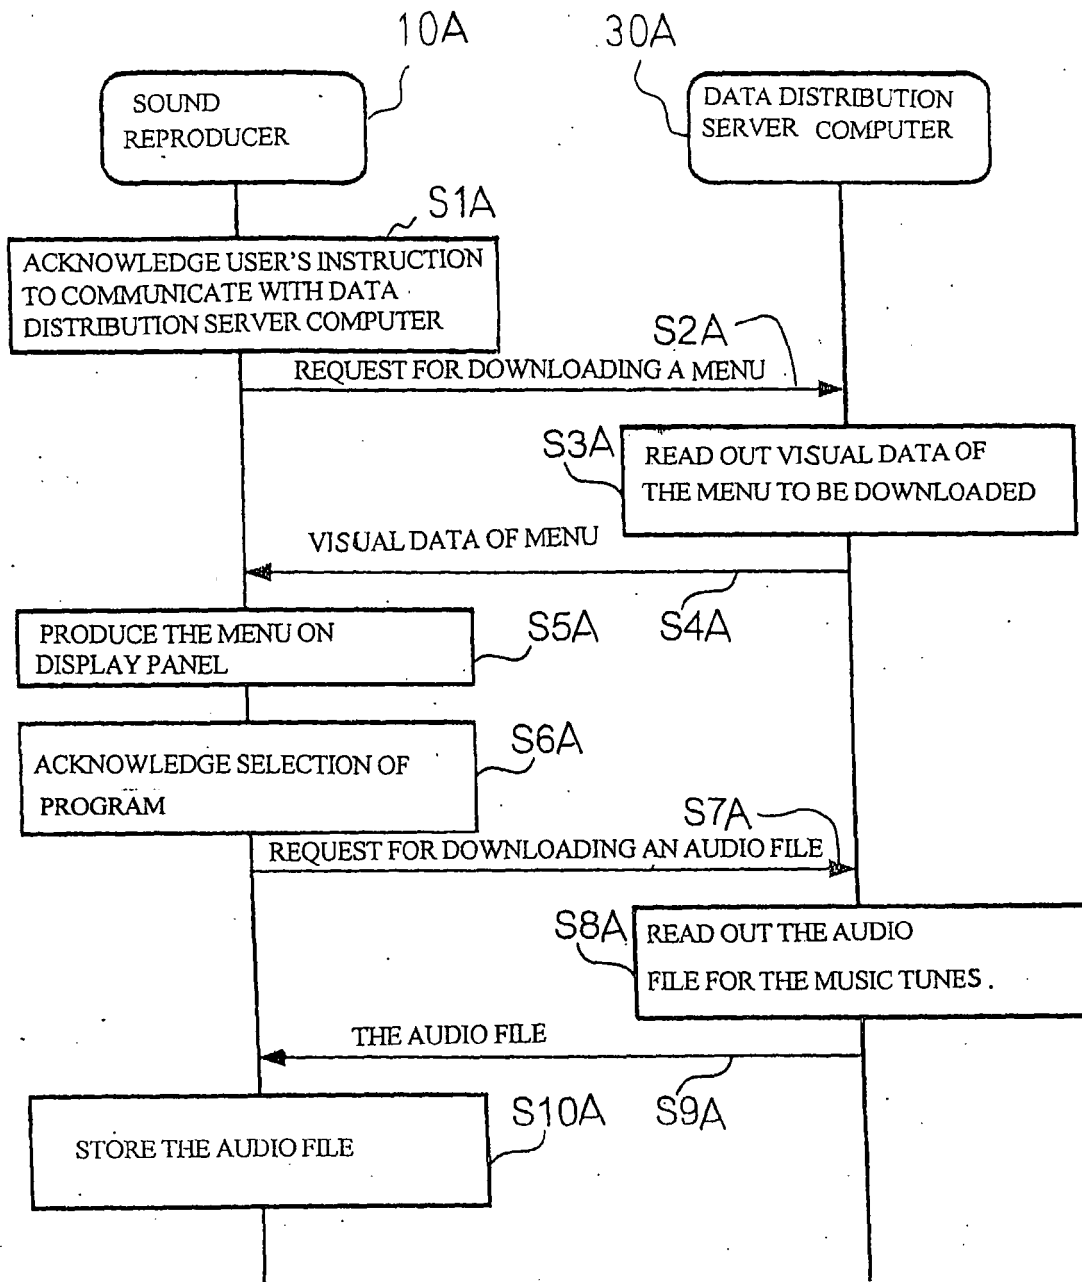 10A
30A
SOUND
REPRODUCER
DATA DISTRIBUTION
SERVER COMPUTER
S1A
ACKNOWLEDGE USER'S INSTRUCTION
TO COMMUNICATE WITH DATA
DISTRIBUTION SERVER COMPUTER
S2A
REQUEST FOR DOWNLOADING A MENU
S3A
READ OUT VISUAL DATA OF
THE MENU TO BE DOWNLOADED
VISUAL DATA OF MENU
S4A
PRODUCE THE MENU ON
DISPLAY PANEL
S5A
ACKNOWLEDGE SELECTION OF
PROGRAM
S6A
S7A
REQUEST FOR DOWNLOADING AN AUDIO FILE
S8A
READ OUT THE AUDIO
FILE FOR THE MUSIC TUNES.
THE AUDIO FILE
S9A
STORE THE AUDIO FILE
S10A